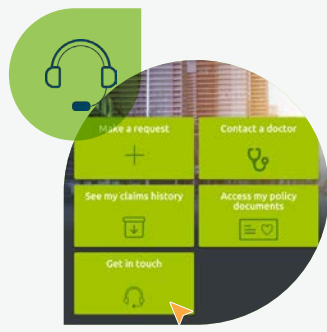 Make a request
Contact a doctor
See my claims history
Access my policy
documents
Get in touch